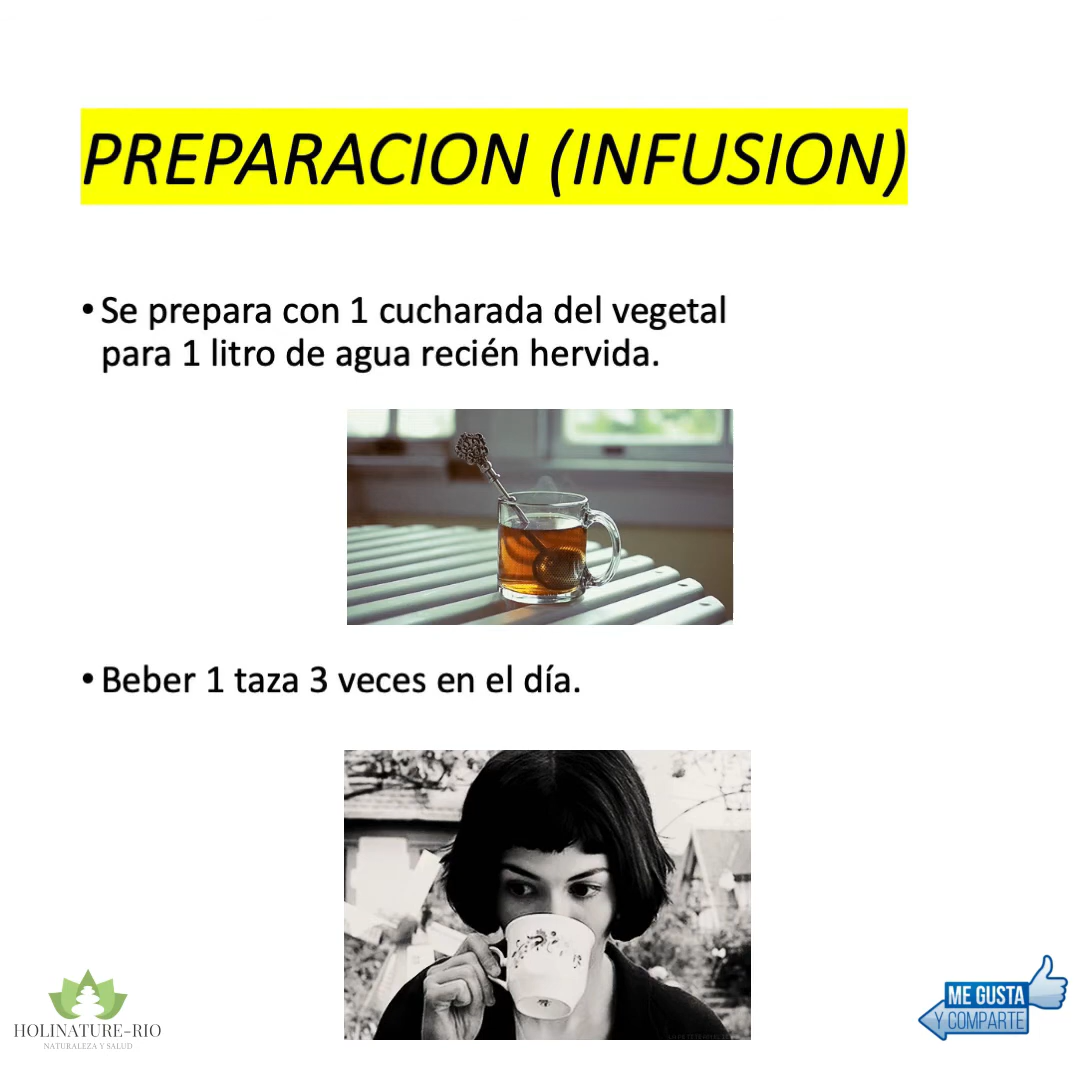 PREPARACION (INFUSION)
• Se prepara con 1 cucharada del vegetal
para 1 litro de agua recién hervida.
• Beber 1 taza 3 veces en el día.
HOLINATURE-RIO
NATURALEZA Y SALUD
ME GUSTA
Y COMPARTE